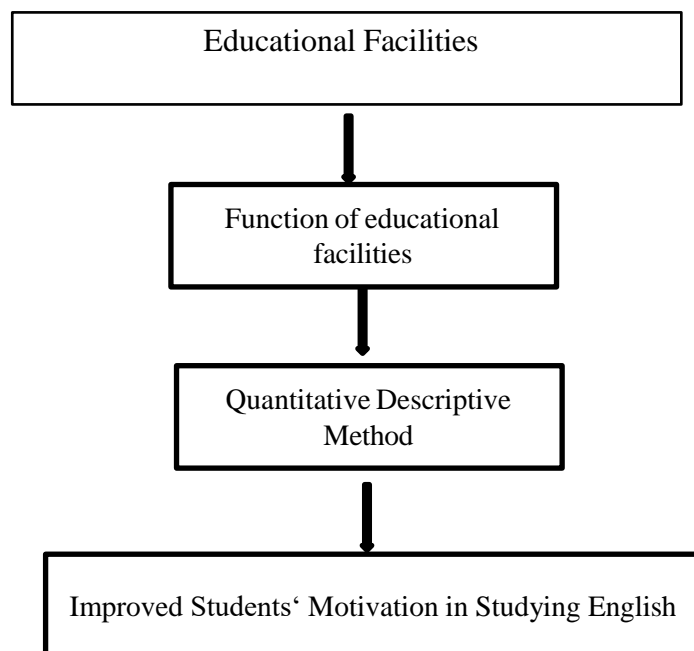 Educational Facilities
Function of educational
facilities
Quantitative Descriptive
Method
Improved Students‘ Motivation in Studying English